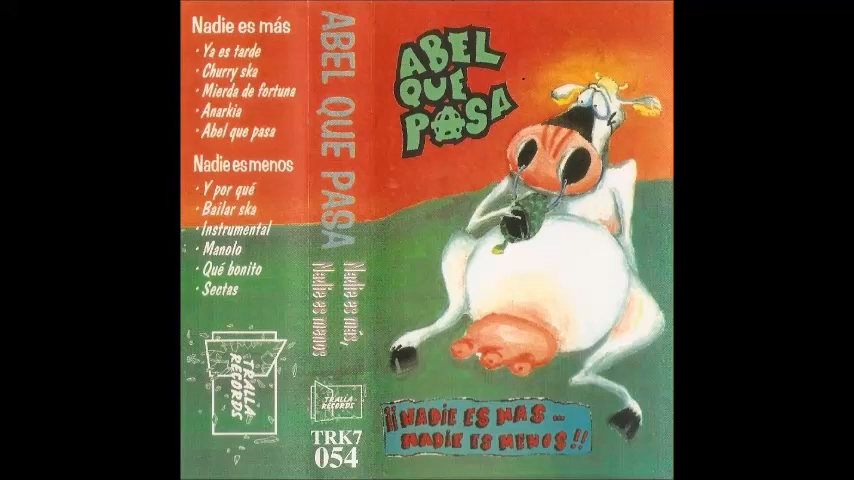 Nadie es más
· Ya es tarde
· Churry ska
· Mierda de fortuna
· Anarkia
· Abel que pasa
Nadie es menos
· Y por qué
· Bailar ska
· Instrumental
· Manolo
· Qué bonito
· Sectas
TRALLA
RECORDS
ABEL QUE PASA
Nadie es más,
Nadie es menos
TRALLA
RECORDS
TRK7
054
ABEL
QUE
PASA
¡¡NADIE ES MAS...
NADIE ES MENOS!!